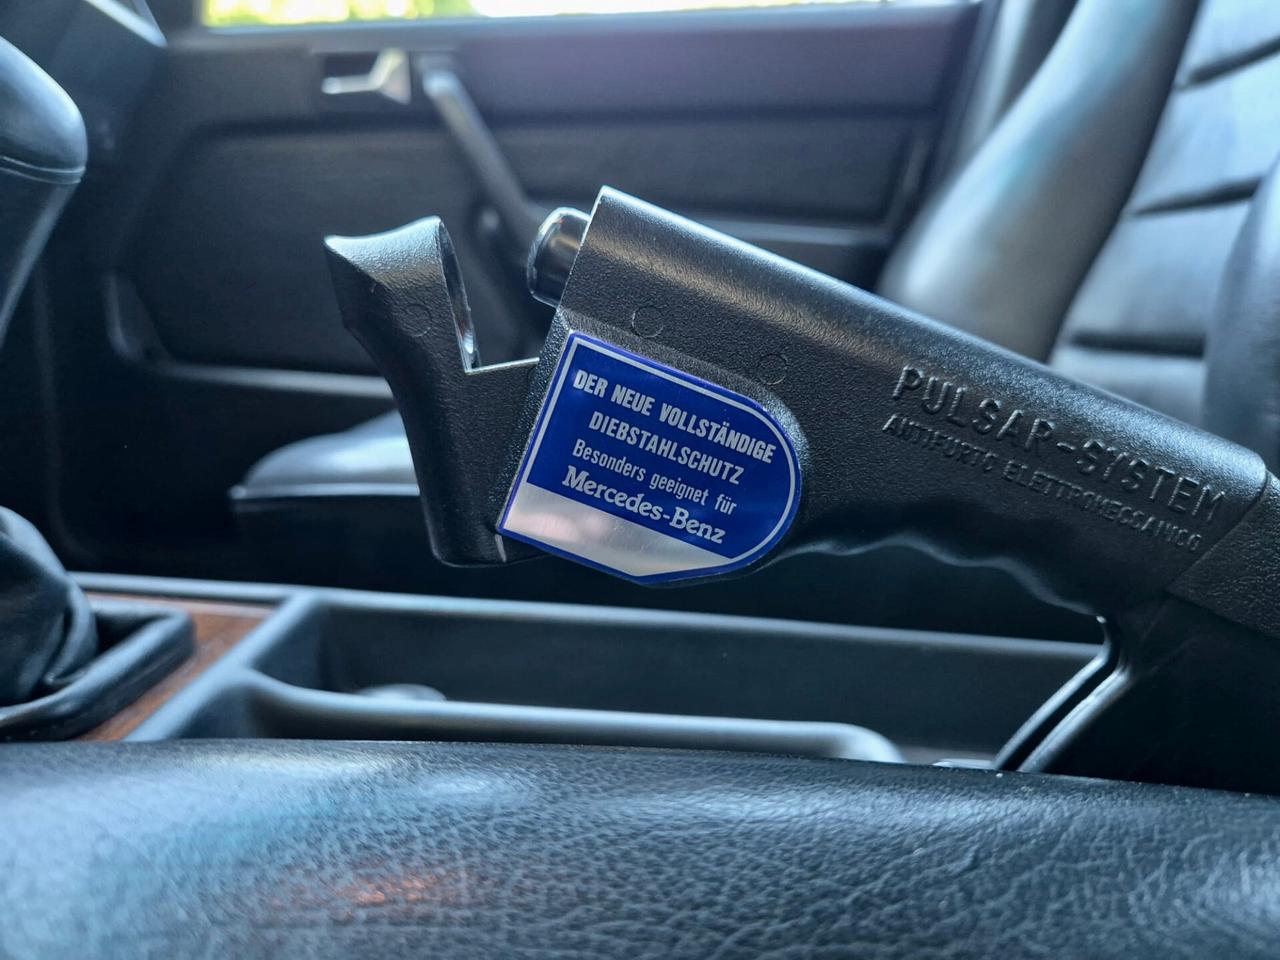 DER NEUE VOLLSTÄNDIGE
DIEBSTAHLSCHUTZ
Besonders geeignet für
Mercedes-Benz
PULSAR-SYSTEM
ANTIFURTO ELETTROMECCANICO